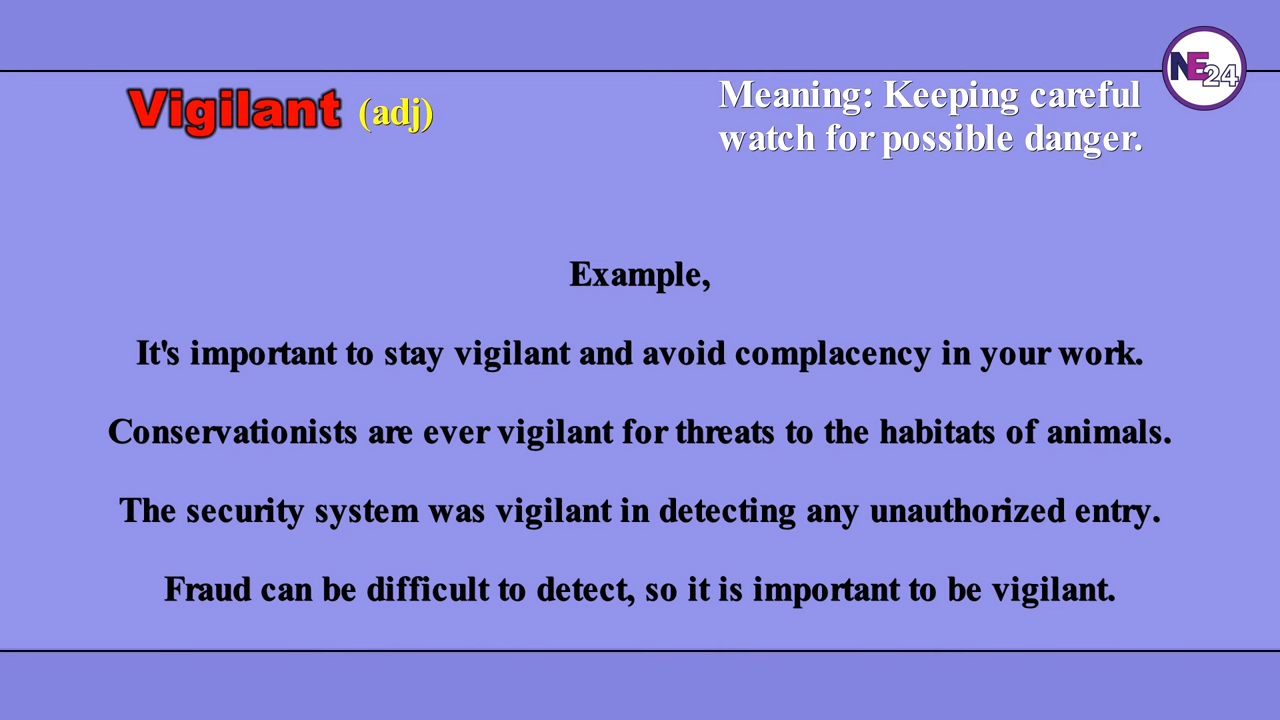 NE24
Vigilant (adj)
Meaning: Keeping careful
watch for possible danger.
Example,
It's important to stay vigilant and avoid complacency in your work.
Conservationists are ever vigilant for threats to the habitats of animals.
The security system was vigilant in detecting any unauthorized entry.
Fraud can be difficult to detect, so it is important to be vigilant.